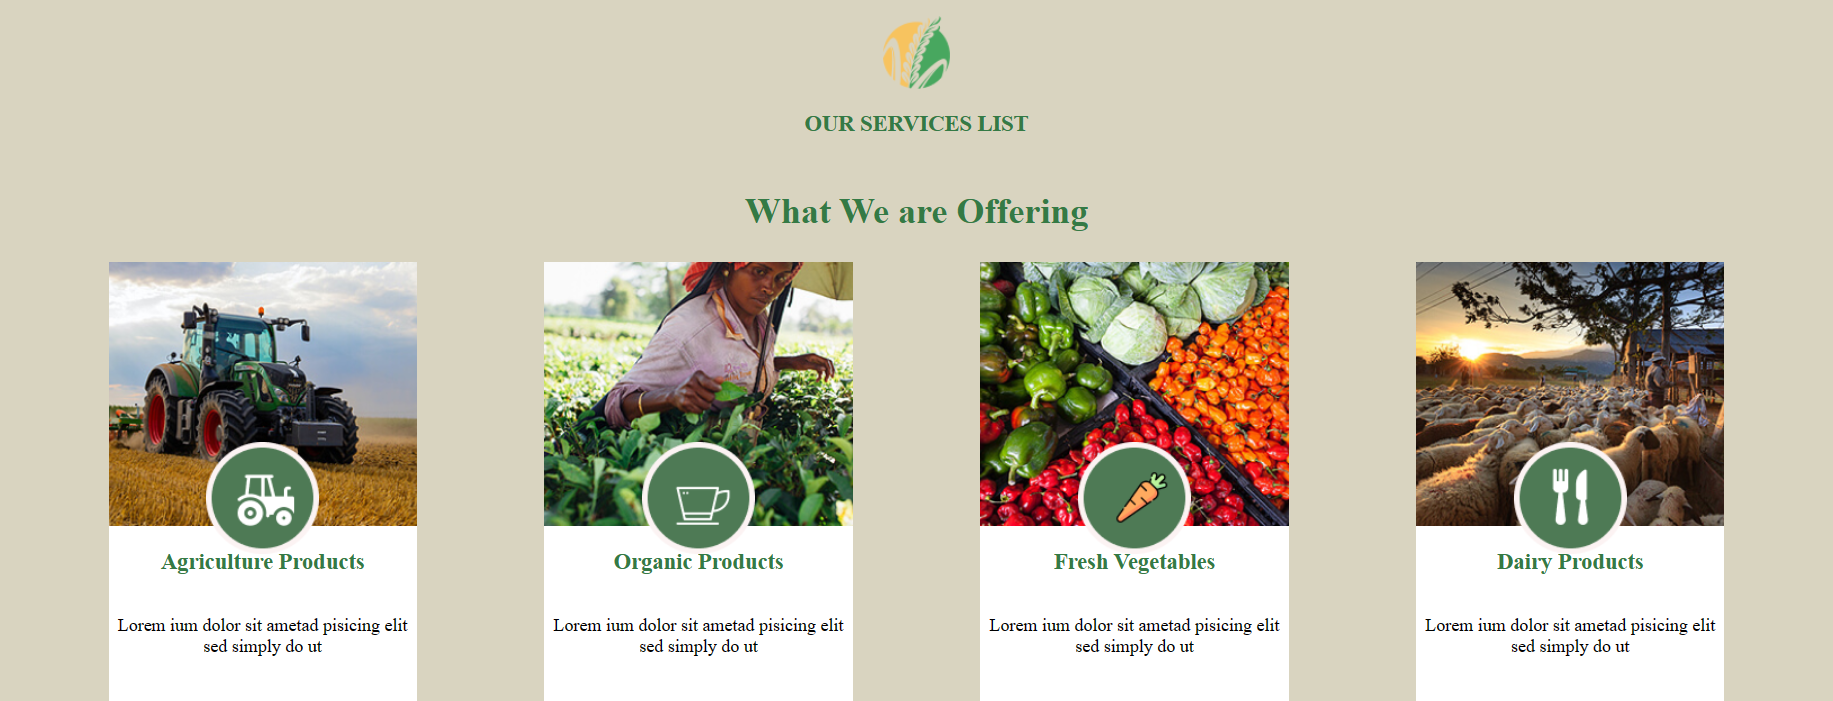 OUR SERVICES LIST
What We are Offering
Agriculture Products
Lorem ium dolor sit ametad pisicing elit
sed simply do ut
Organic Products
Lorem ium dolor sit ametad pisicing elit
sed simply do ut
Fresh Vegetables
Lorem ium dolor sit ametad pisicing elit
sed simply do ut
Dairy Products
Lorem ium dolor sit ametad pisicing elit
sed simply do ut